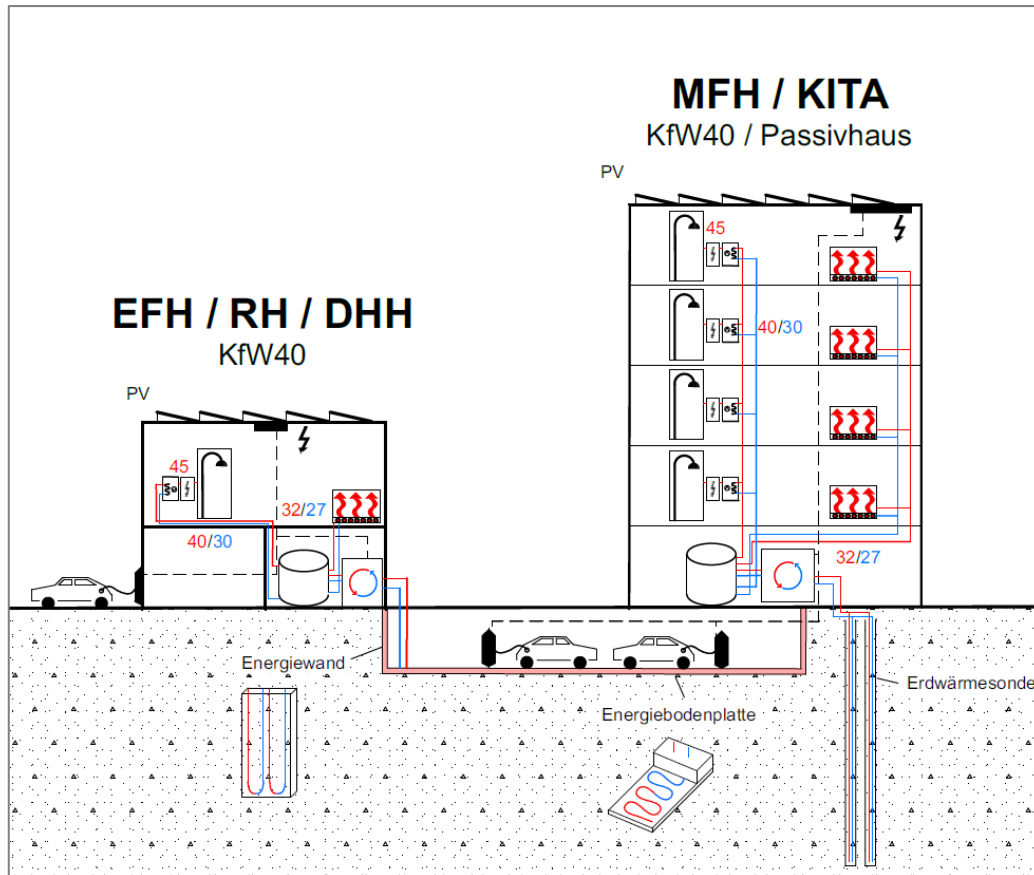 MFH / KITA
KfW40 / Passivhaus
PV
45
40/30
32/27
EFH / RH / DHH
KfW40
PV
45
32/27
40/30
Energiewand
Energiebodenplatte
Erdwärmesonde